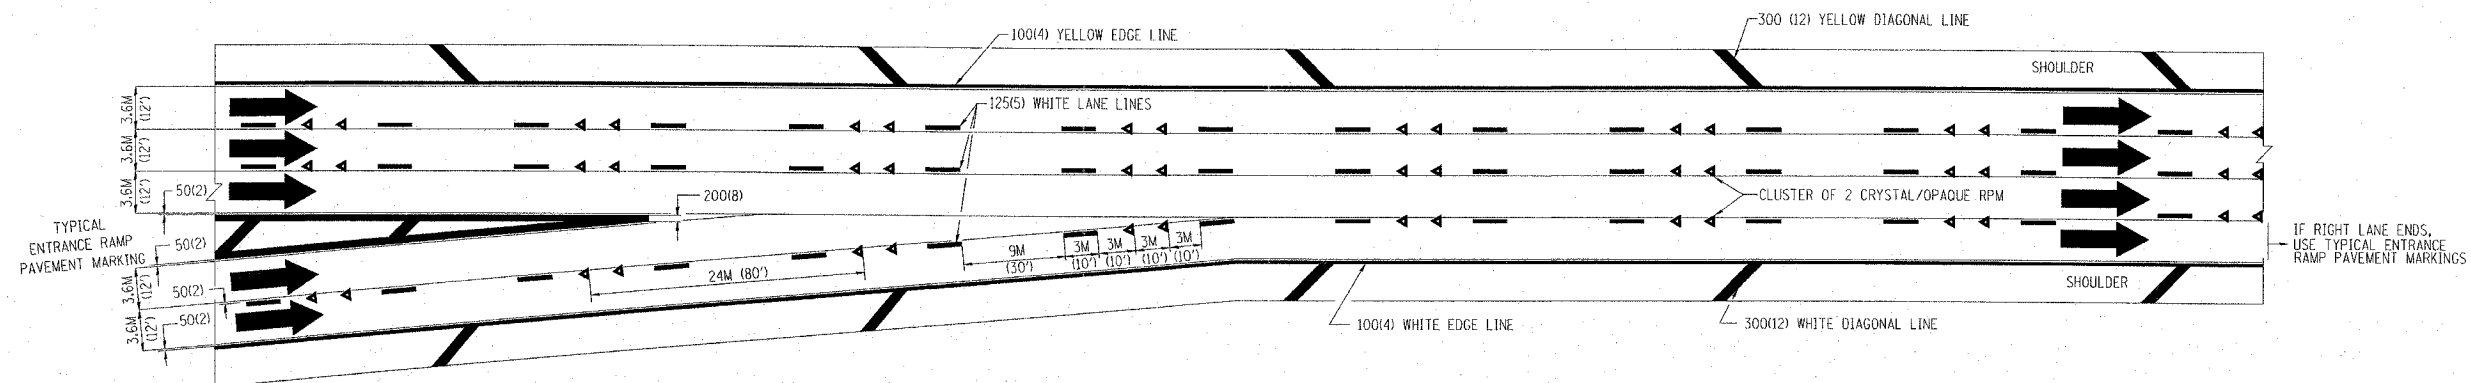 300 (12) YELLOW DIAGONAL LINE
100(4) YELLOW EDGE LINE
SHOULDER
3.6M
(12')
125(5) WHITE LANE LINES
3.6M
(12')
3.6M
(12')
50(2)
200(8)
CLUSTER OF 2 CRYSTAL/OPAQUE RPM
TYPICAL
ENTRANCE RAMP
PAVEMENT MARKING
50(2)
9M
(30')
3M
(10')
3M
(10')
3M
(10')
3M
(10')
IF RIGHT LANE ENDS,
USE TYPICAL ENTRANCE
RAMP PAVEMENT MARKINGS
3.6M
(12')
50(2)
24M (80')
SHOULDER
3.6M
(12')
50(2)
100(4) WHITE EDGE LINE
300(12) WHITE DIAGONAL LINE